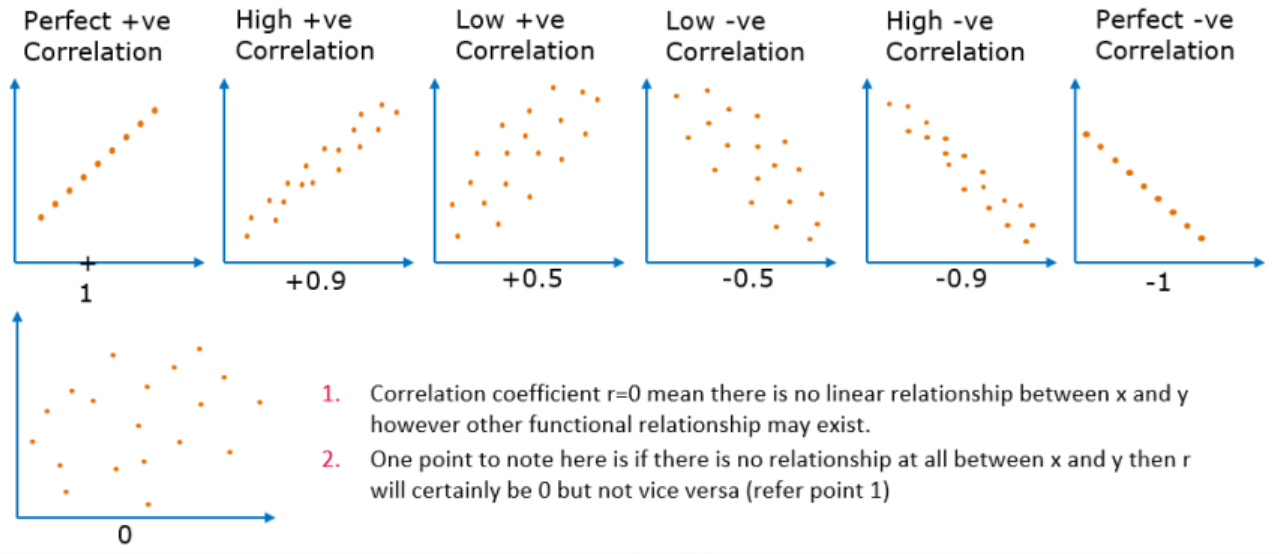 Perfect +ve
Correlation
High +ve
Correlation
Low +ve
Correlation
Low -ve
Correlation
High -ve
Correlation
Perfect -ve
Correlation
+
1
+0.9
+0.5
-0.5
-0.9
-1
0
1. Correlation coefficient r=0 mean there is no linear relationship between x and y
however other functional relationship may exist.
2. One point to note here is if there is no relationship at all between x and y then r
will certainly be 0 but not vice versa (refer point 1)